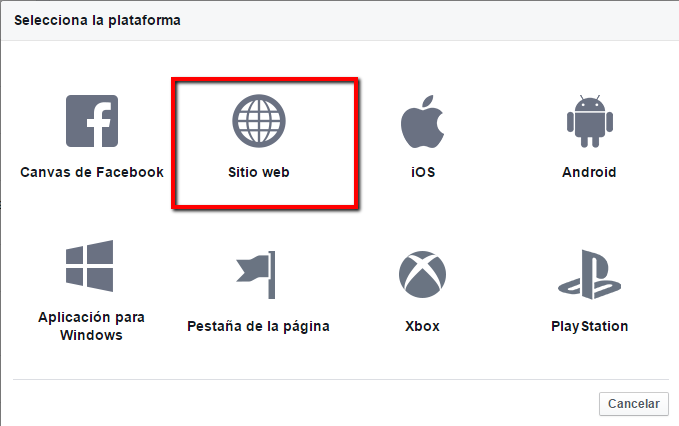 Selecciona la plataforma
Canvas de Facebook
Sitio web
iOS
Android
Aplicación para
Windows
Pestaña de la página
Xbox
PlayStation
Cancelar